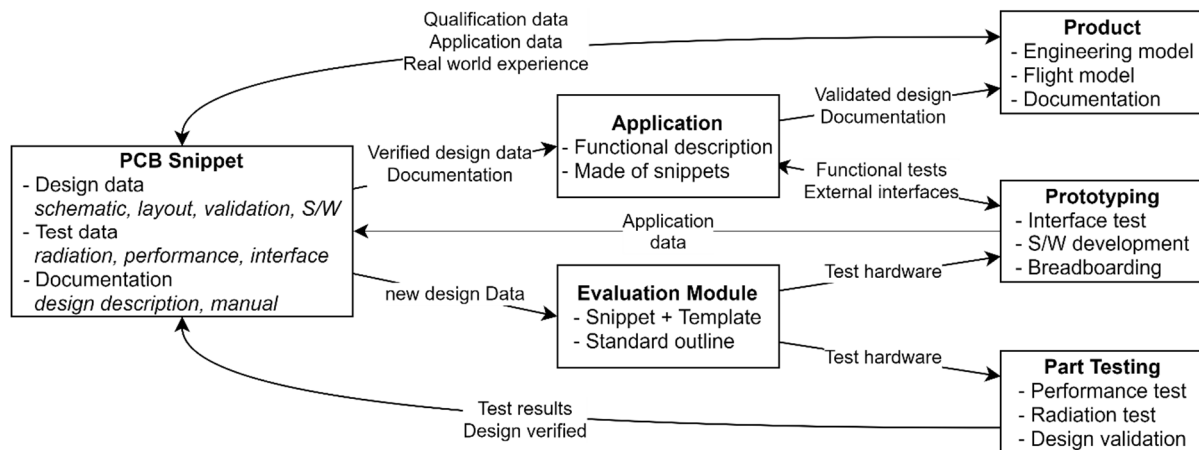 Qualification data
Application data
Real world experience
Product
- Engineering model
- Flight model
- Documentation
Validated design
Documentation
Application
- Functional description
- Made of snippets
Verified design data
Documentation
PCB Snippet
- Design data
schematic, layout, validation, S/W
- Test data
radiation, performance, interface
- Documentation
design description, manual
Functional tests
External interfaces
Prototyping
- Interface test
- S/W development
- Breadboarding
Application
data
Test hardware
new design Data
Evaluation Module
- Snippet + Template
- Standard outline
Test hardware
Part Testing
- Performance test
- Radiation test
- Design validation
Test results
Design verified